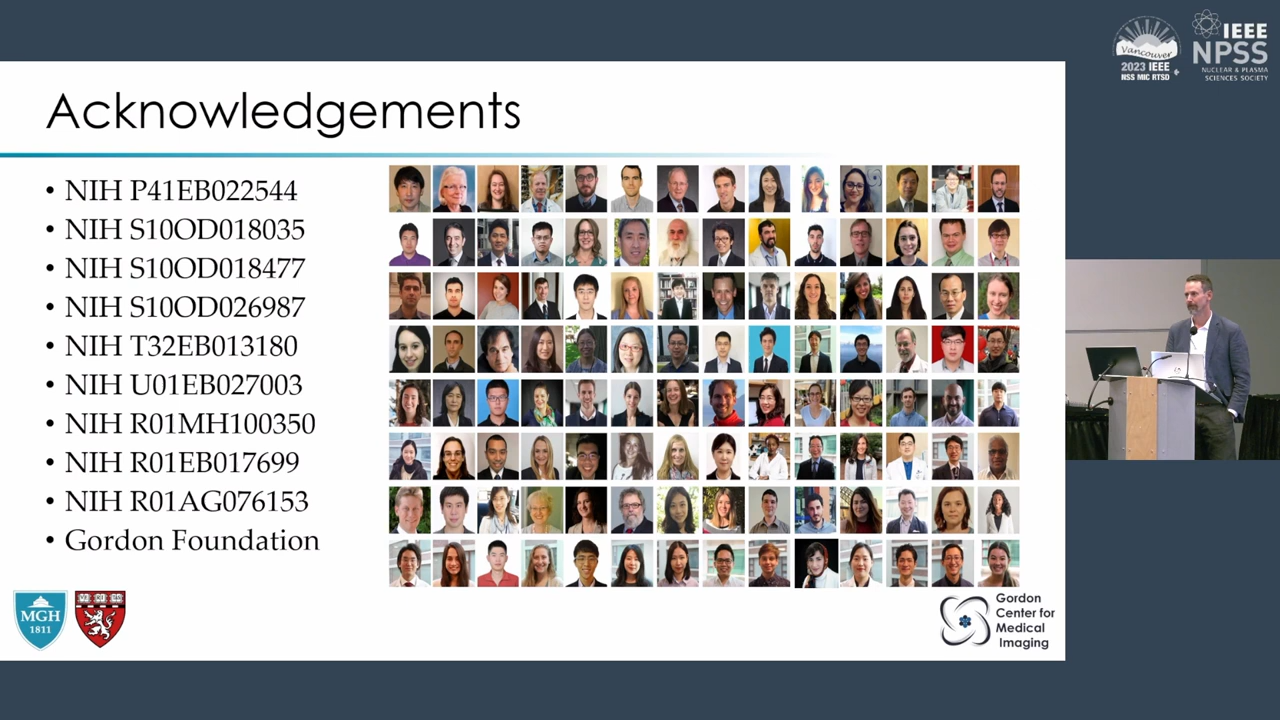 Acknowledgements
• NIH P41EB022544
• NIH S10OD018035
• NIH S10OD018477
• NIH S10OD026987
• NIH T32EB013180
• NIH U01EB027003
• NIH R01MH100350
• NIH R01EB017699
• NIH R01AG076153
• Gordon Foundation
MGH
1811
Gordon
Center for
Medical
Imaging
Vancouver
2023 IEEE
NSS MIC RTSD
IEEE
NPSS
NUCLEAR & PLASMA
SCIENCES SOCIETY